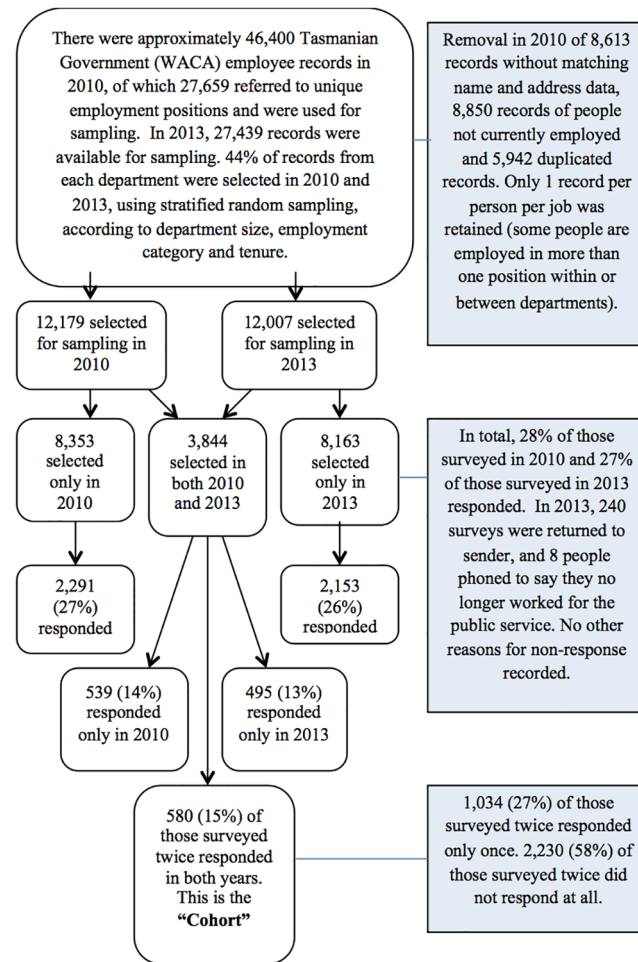 There were approximately 46,400 Tasmanian
Government (WACA) employee records in
2010, of which 27,659 referred to unique
employment positions and were used for
sampling. In 2013, 27,439 records were
available for sampling. 44% of records from
each department were selected in 2010 and
2013, using stratified random sampling,
according to department size, employment
category and tenure.
Removal in 2010 of 8,613
records without matching
name and address data,
8,850 records of people
not currently employed
and 5,942 duplicated
records. Only 1 record per
person per job was
retained (some people are
employed in more than
one position within or
between departments).
12,179 selected
for sampling in
2010
12,007 selected
for sampling in
2013
8,353
selected
only in
2010
3,844
selected in
both 2010
and 2013
8,163
selected
only in
2013
In total, 28% of those
surveyed in 2010 and 27%
of those surveyed in 2013
responded. In 2013, 240
surveys were returned to
sender, and 8 people
phoned to say they no
longer worked for the
public service. No other
reasons for non-response
recorded.
2,291
(27%)
responded
2,153
(26%)
responded
539 (14%)
responded
only in 2010
495 (13%)
responded
only in 2013
580 (15%) of
those surveyed
twice responded
in both years.
This is the
“Cohort”
1,034 (27%) of those
surveyed twice responded
only once. 2,230 (58%) of
those surveyed twice did
not respond at all.